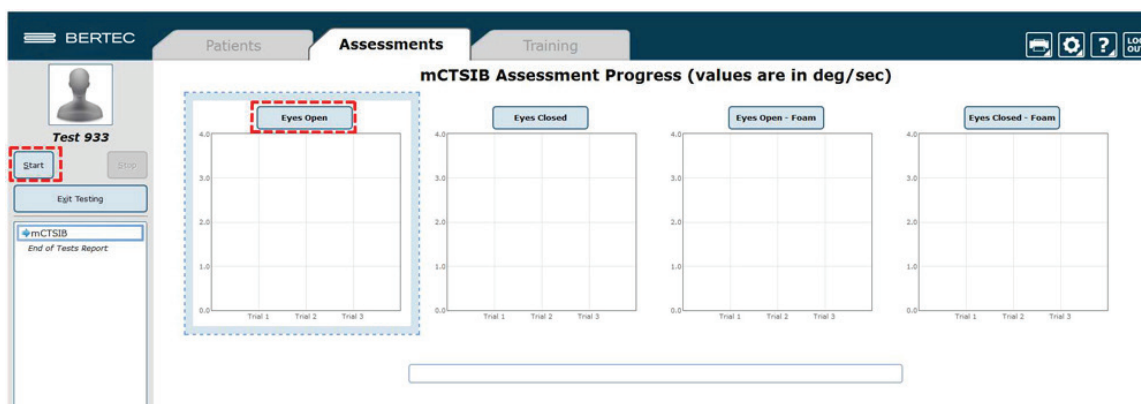 BERTEC
Patients
Assessments
Training
?
LOG
OUT
mCTSIB Assessment Progress (values are in deg/sec)
Test 933
Start
Stop
Exit Testing
mCTSIB
End of Tests Report
Eyes Open
4.0
3.0
2.0
1.0
0.0
Trial 1 Trial 2 Trial 3
Eyes Closed
4.0
3.0
2.0
1.0
0.0
Trial 1 Trial 2 Trial 3
Eyes Open - Foam
4.0
3.0
2.0
1.0
0.0
Trial 1 Trial 2 Trial 3
Eyes Closed - Foam
4.0
3.0
2.0
1.0
0.0
Trial 1 Trial 2 Trial 3